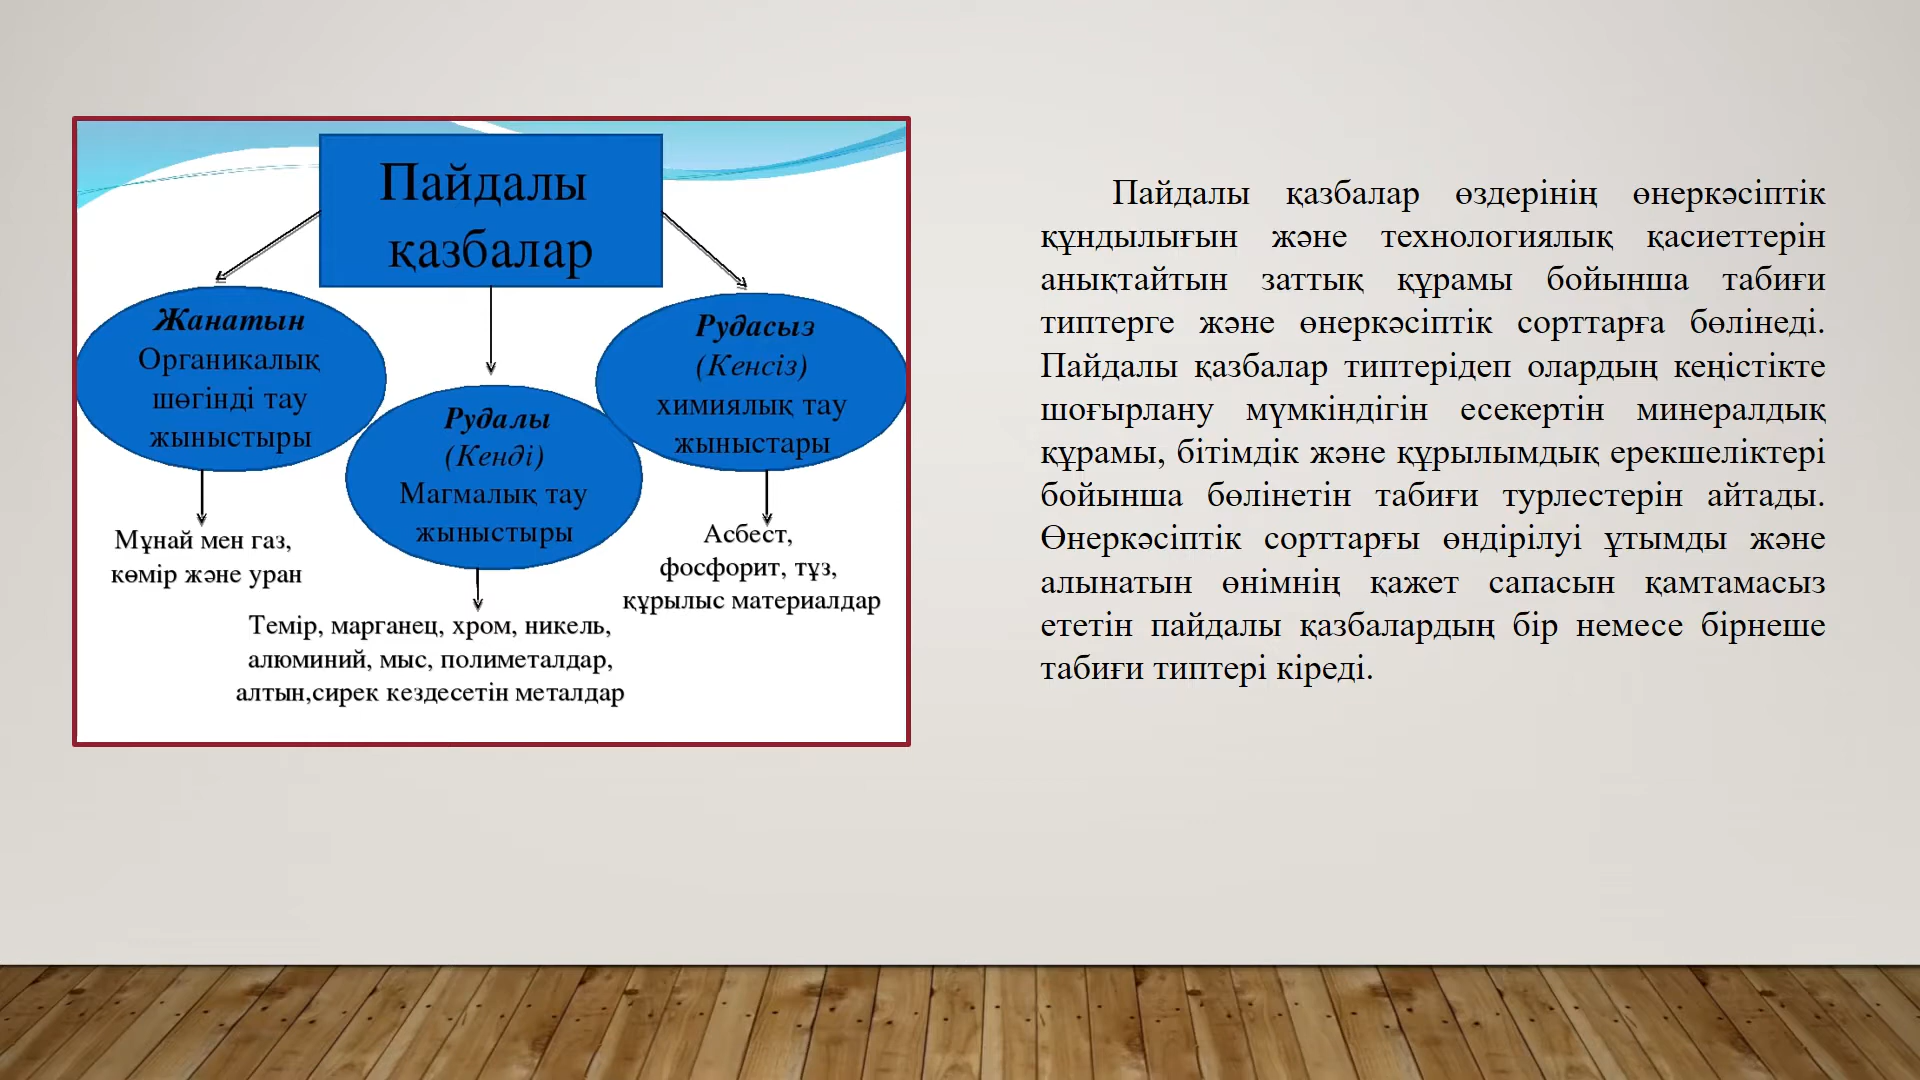 Пайдалы
қазбалар
Жанатын
Органикалық
шөгінді тау
жыныстыры
Рудалы
(Кенді)
Магмалық тау
жыныстыры
Рудасыз
(Кенсіз)
химиялық тау
жыныстары
Мұнай мен газ,
көмір және уран
Темір, марганец, хром, никель,
алюминий, мыс, полиметалдар,
алтын,сирек кездесетін металдар
Асбест,
фосфорит, тұз,
құрылыс материалдар
Пайдалы қазбалар өздерінің өнеркәсіптік
құндылығын және технологиялық қасиеттерін
анықтайтын заттық құрамы бойынша табиғи
типтерге және өнеркәсіптік сорттарға бөлінеді.
Пайдалы қазбалар типтерідеп олардың кеңістікте
шоғырлану мүмкіндігін есекертін минералдық
құрамы, бітімдік және құрылымдық ерекшеліктері
бойынша бөлінетін табиғи турлестерін айтады.
Өнеркәсіптік сорттарғы өндірілуі ұтымды және
алынатын өнімнің қажет сапасын қамтамасыз
ететін пайдалы қазбалардың бір немесе бірнеше
табиғи типтері кіреді.